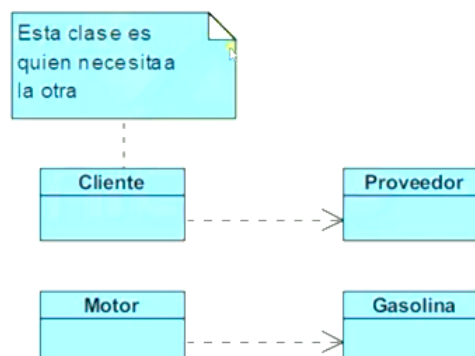 Esta clase es
quien necesitaa
la otra
Cliente
Proveedor
Motor
Gasolina